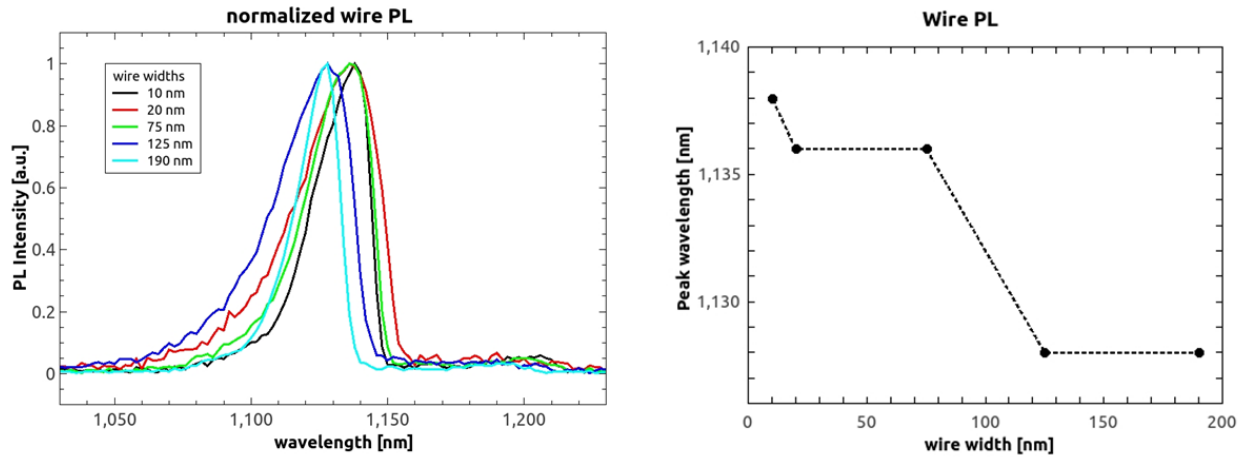 normalized wire PL
PL Intensity [a.u.]
1
0.8
0.6
0.4
0.2
0
wire widths
10 nm
20 nm
75 nm
125 nm
190 nm
1,050
1,100
1,150
1,200
wavelength [nm]
Wire PL
Peak wavelength [nm]
1,140
1,135
1,130
0
50
100
150
200
wire width [nm]